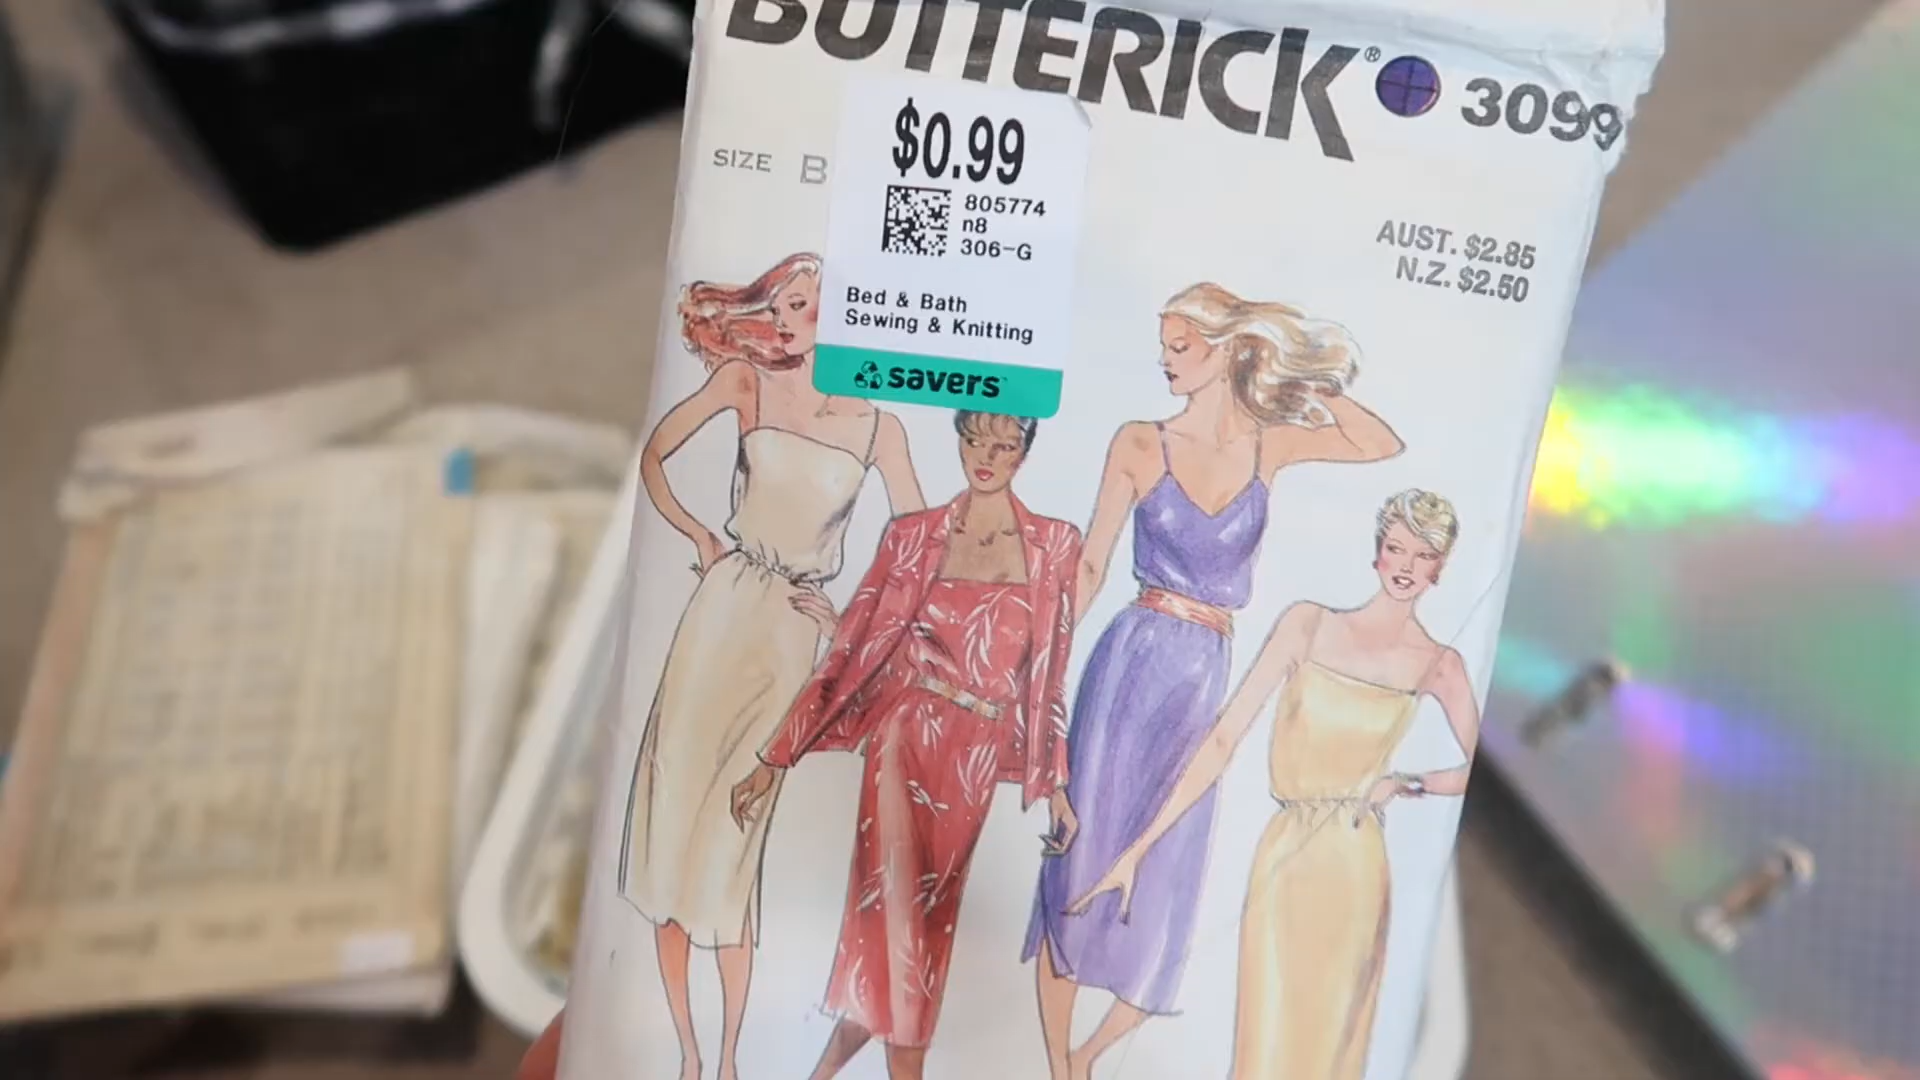 BUTTERICK® 3099
$0.99
SIZE B
805774
n8
306-G
AUST. $2.85
N.Z. $2.50
Bed & Bath
Sewing & Knitting
savers